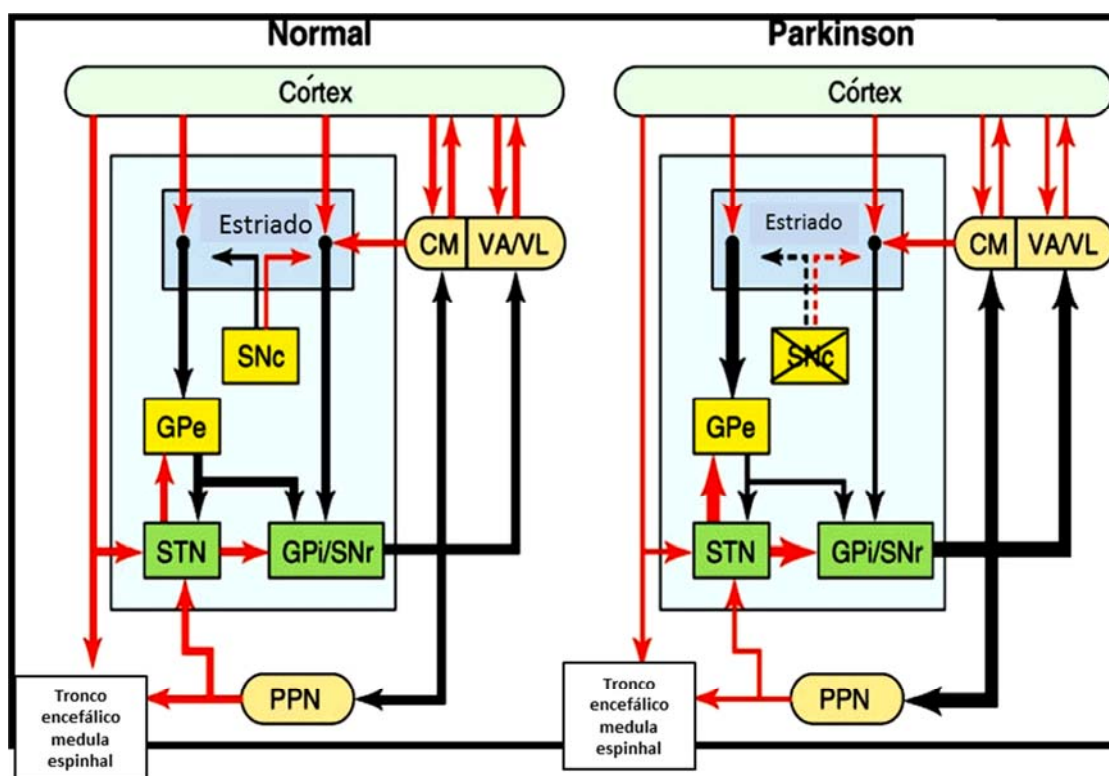 Normal
Córtex
Estriado
CM
VA/VL
SNc
GPe
STN
GPi/SNr
PPN
Tronco
encefálico
medula
espinhal
Parkinson
Córtex
Estriado
CM
VA/VL
SNc
GPe
STN
GPi/SNr
PPN
Tronco
encefálico
medula
espinhal